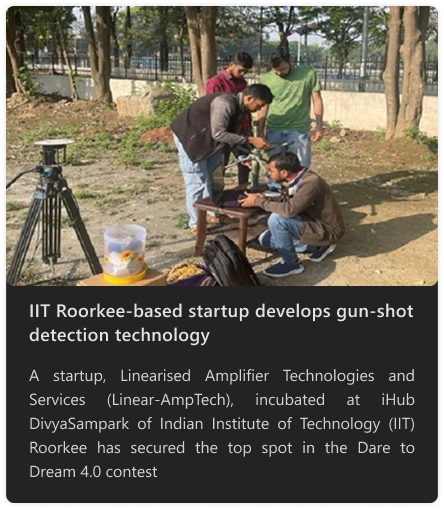 IIT Roorkee-based startup develops gun-shot
detection technology
A startup, Linearised Amplifier Technologies and
Services (Linear-AmpTech), incubated at iHub
DivyaSampark of Indian Institute of Technology (IIT)
Roorkee has secured the top spot in the Dare to
Dream 4.0 contest